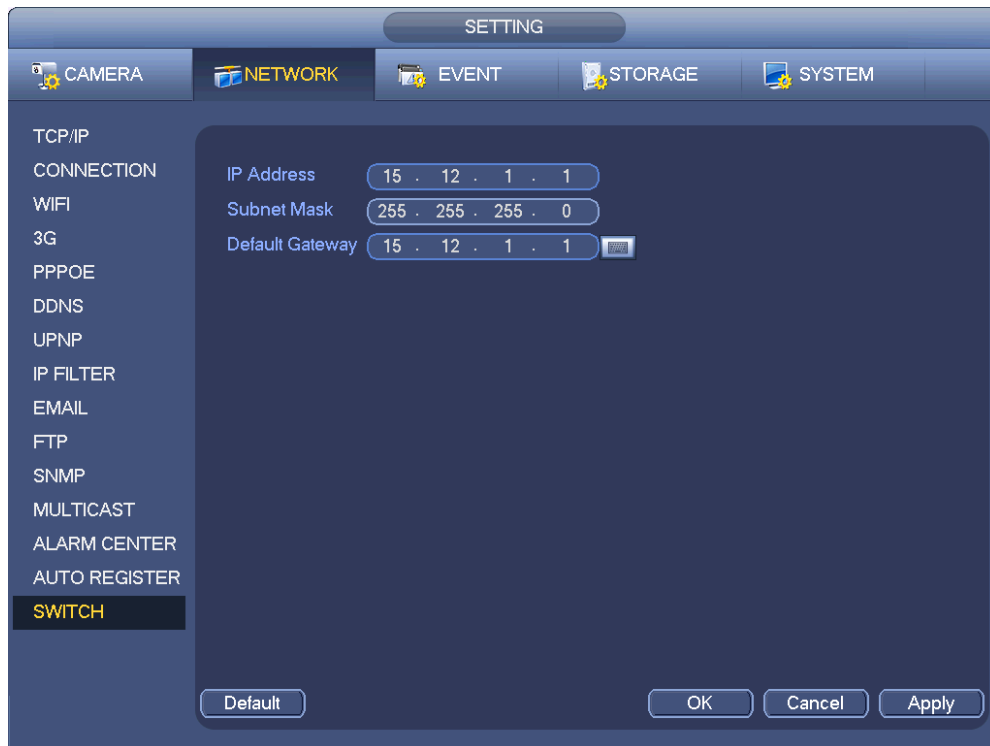 SETTING
CAMERA NETWORK EVENT STORAGE SYSTEM
TCP/IP
CONNECTION
WIFI
3G
PPPOE
DDNS
UPNP
IP FILTER
EMAIL
FTP
SNMP
MULTICAST
ALARM CENTER
AUTO REGISTER
SWITCH
IP Address 15 . 12 . 1 . 1
Subnet Mask 255 . 255 . 255 . 0
Default Gateway 15 . 12 . 1 . 1
Default OK Cancel Apply